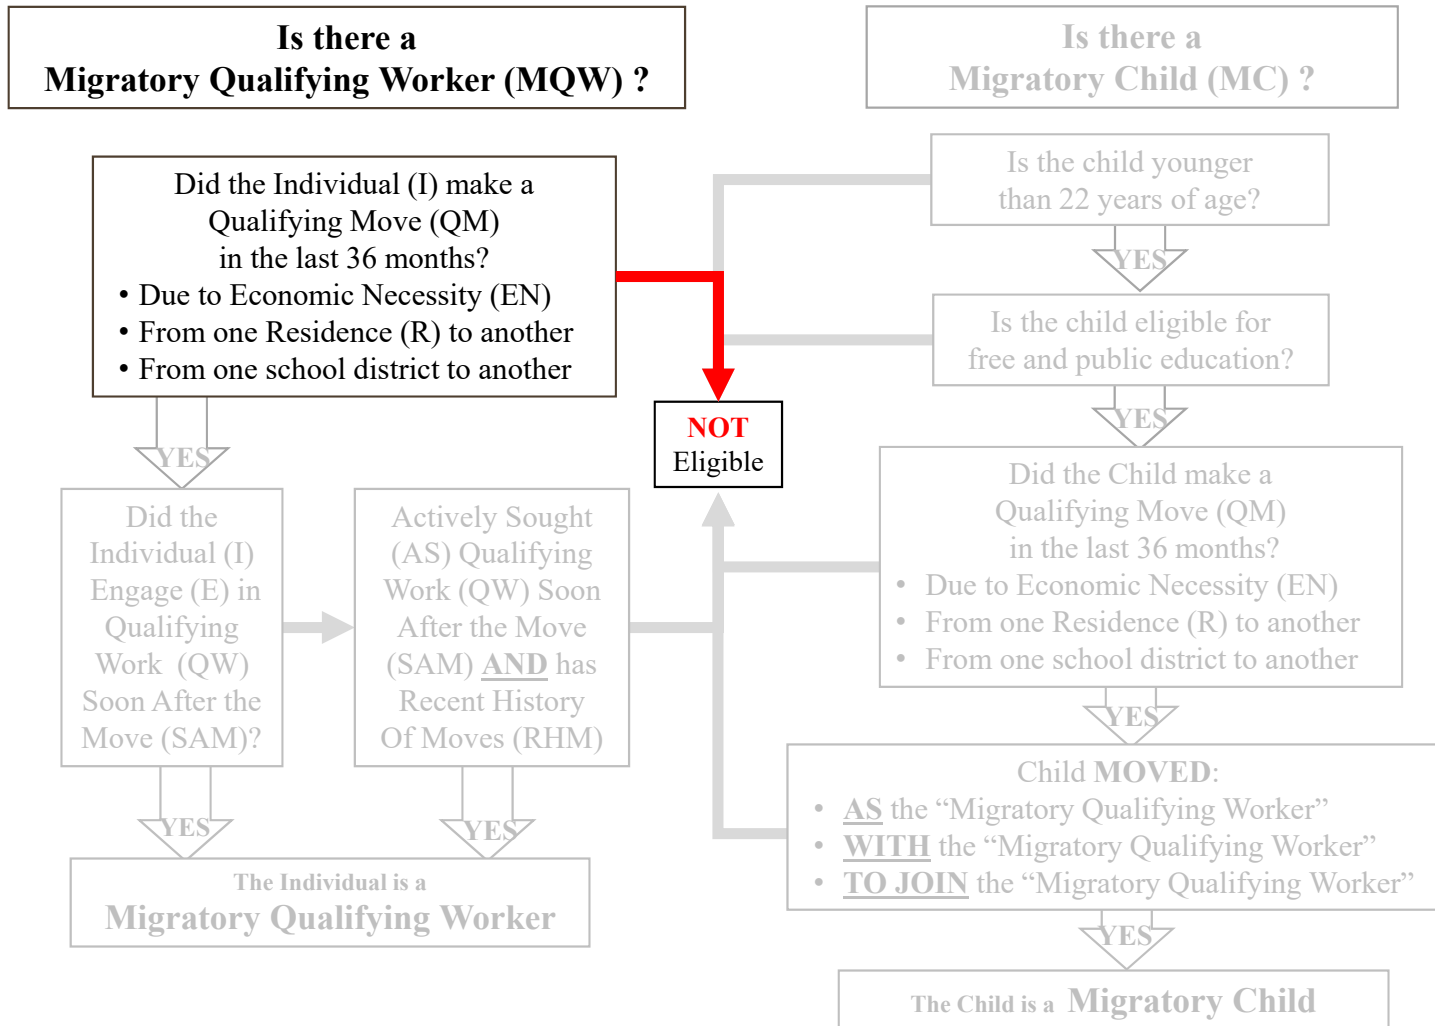 Is there a
Migratory Qualifying Worker (MQW) ?
Did the Individual (I) make a
Qualifying Move (QM)
in the last 36 months?
• Due to Economic Necessity (EN)
• From one Residence (R) to another
• From one school district to another
YES
Did the
Individual (I)
Engage (E) in
Qualifying
Work (QW)
Soon After the
Move (SAM)?
YES
Actively Sought
(AS) Qualifying
Work (QW) Soon
After the Move
(SAM) AND has
Recent History
Of Moves (RHM)
YES
The Individual is a
Migratory Qualifying Worker
NOT
Eligible
Is there a
Migratory Child (MC) ?
Is the child younger
than 22 years of age?
YES
Is the child eligible for
free and public education?
YES
Did the Child make a
Qualifying Move (QM)
in the last 36 months?
• Due to Economic Necessity (EN)
• From one Residence (R) to another
• From one school district to another
YES
Child MOVED:
• AS the “Migratory Qualifying Worker”
• WITH the “Migratory Qualifying Worker”
• TO JOIN the “Migratory Qualifying Worker”
YES
The Child is a Migratory Child